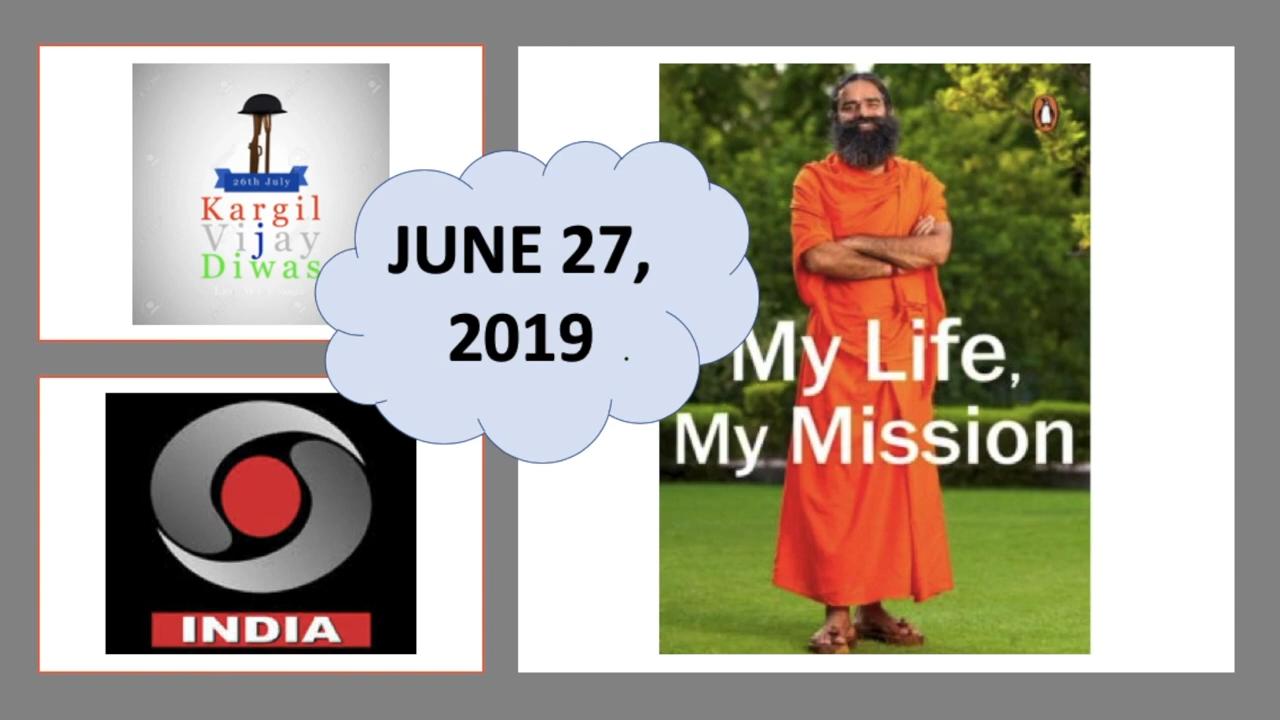 26th July
Kargil
Vijay
Diwas
JUNE 27,
2019 .
INDIA
My Life,
My Mission